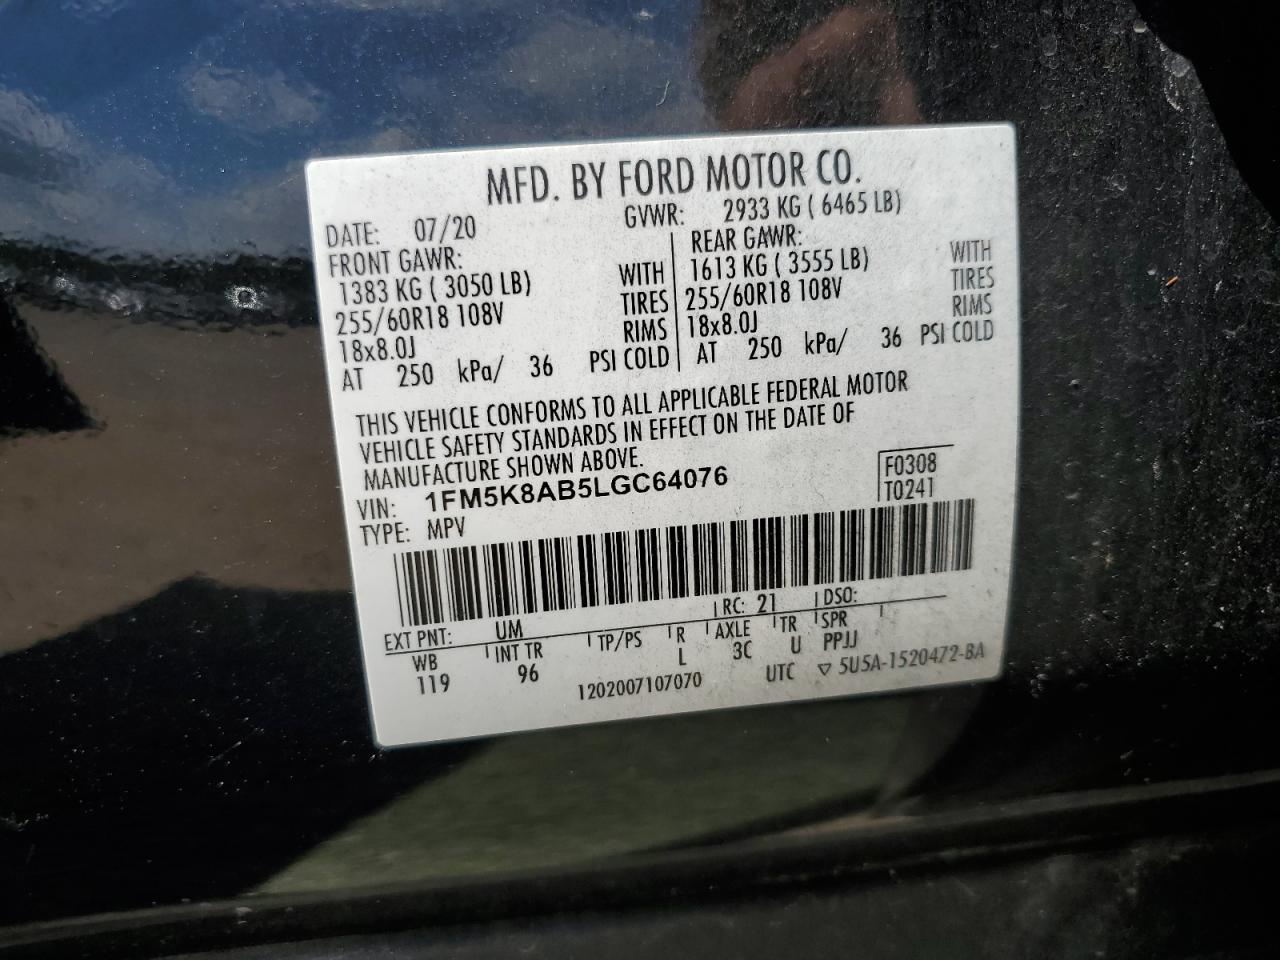 MFD. BY FORD MOTOR CO.
DATE: 07/20 GVWR: 2933 KG ( 6465 LB)
FRONT GAWR: REAR GAWR:
1383 KG ( 3050 LB) WITH 1613 KG ( 3555 LB) WITH
255/60R18 108V TIRES 255/60R18 108V TIRES
18x8.0J RIMS 18x8.0J RIMS
AT 250 kPa/ 36 PSI COLD AT 250 kPa/ 36 PSI COLD
THIS VEHICLE CONFORMS TO ALL APPLICABLE FEDERAL MOTOR
VEHICLE SAFETY STANDARDS IN EFFECT ON THE DATE OF
MANUFACTURE SHOWN ABOVE.
VIN: 1FM5K8AB5LGC64076 F0308
TYPE: MPV T0241
EXT PNT: UM RC: 21 DSO:
WB INT TR TP/PS R AXLE TR SPR
119 96 L 3C U PPJJ
1202007107070 UTC ▽ 5U5A-1520472-BA